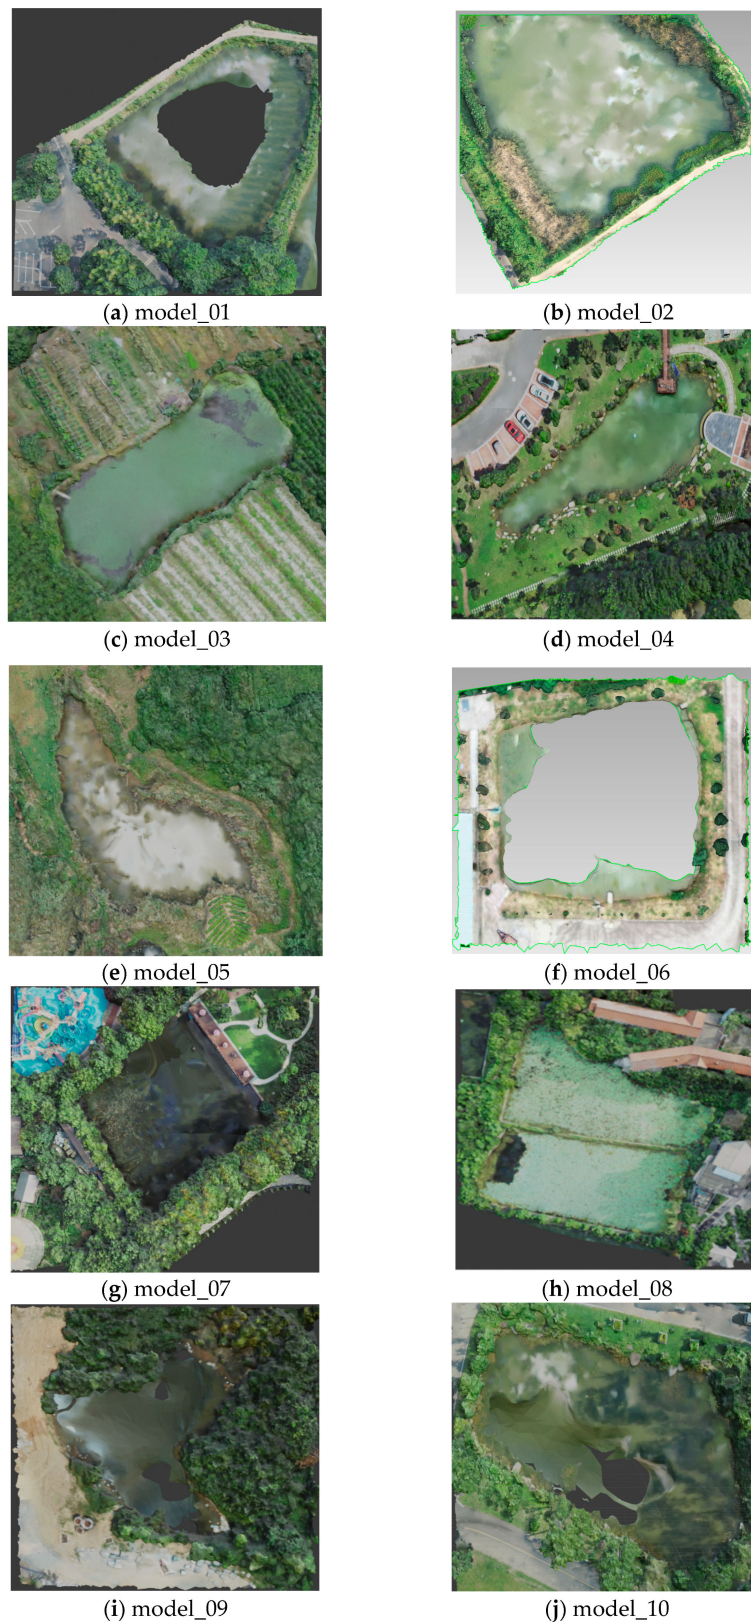 (a) model_01
(b) model_02
(c) model_03
(d) model_04
(e) model_05
(f) model_06
(g) model_07
(h) model_08
(i) model_09
(j) model_10